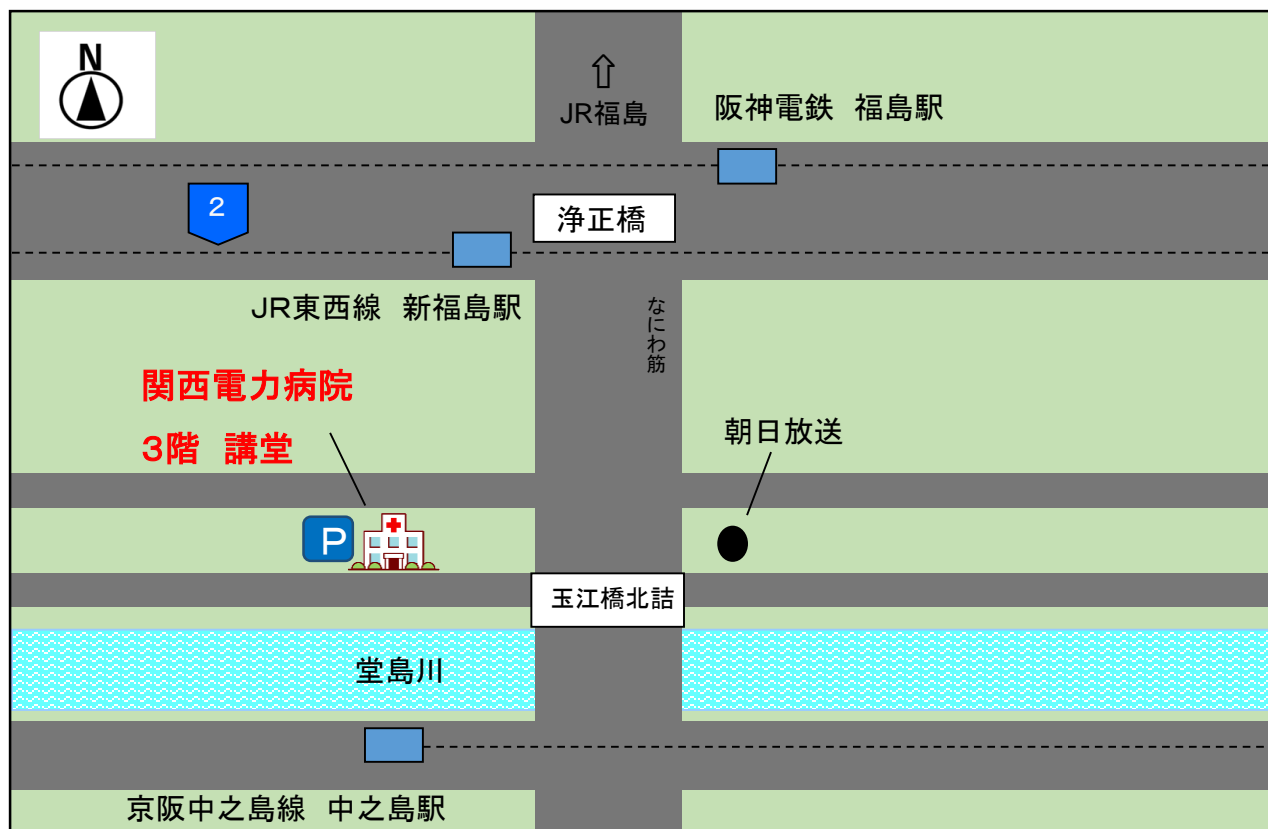 N
JR福島
阪神電鉄　福島駅
2
浄正橋
JR東西線　新福島駅
なにわ筋
関西電力病院
３階　講堂
朝日放送
P
玉江橋北詰
堂島川
京阪中之島線　中之島駅